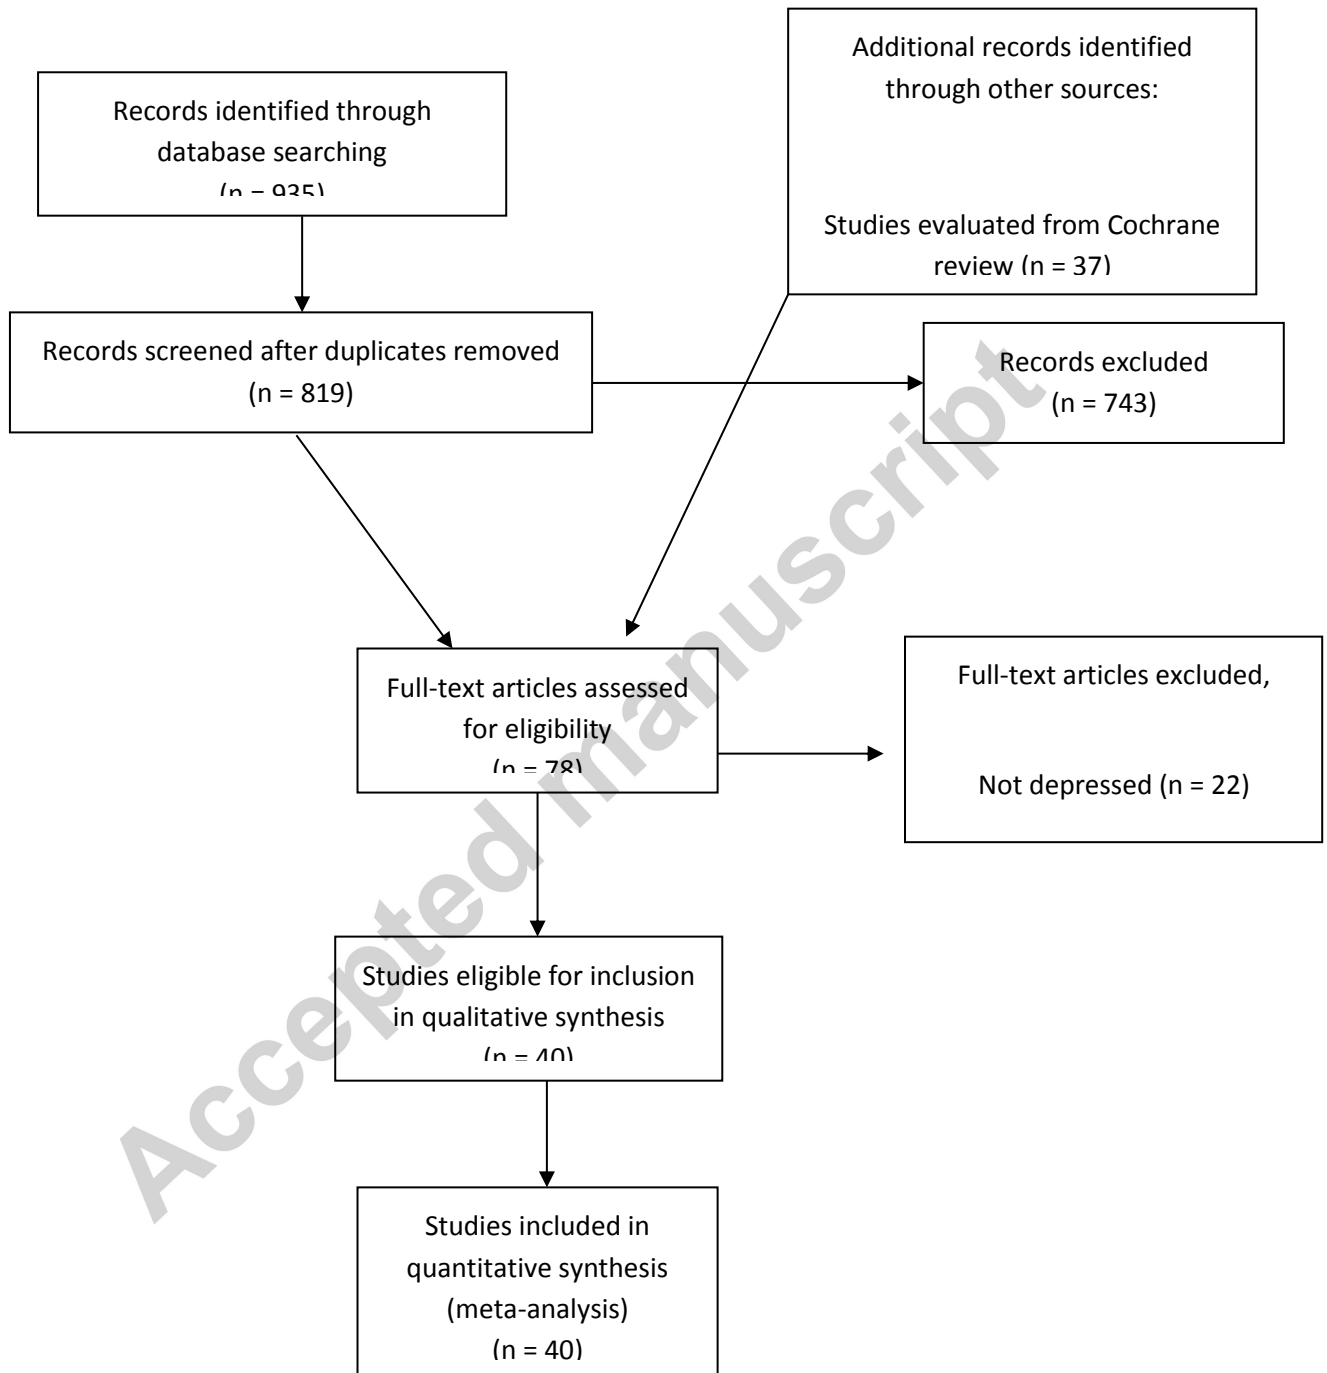 Additional records identified
through other sources:
Studies evaluated from Cochrane
review (n = 37)
Records identified through
database searching
(n = 935)
Records screened after duplicates removed
(n = 819)
Records excluded
(n = 743)
Full-text articles assessed
for eligibility
(n = 78)
Full-text articles excluded,
Not depressed (n = 22)
Studies eligible for inclusion
in qualitative synthesis
(n = 40)
Studies included in
quantitative synthesis
(meta-analysis)
(n = 40)
Accepted manuscript